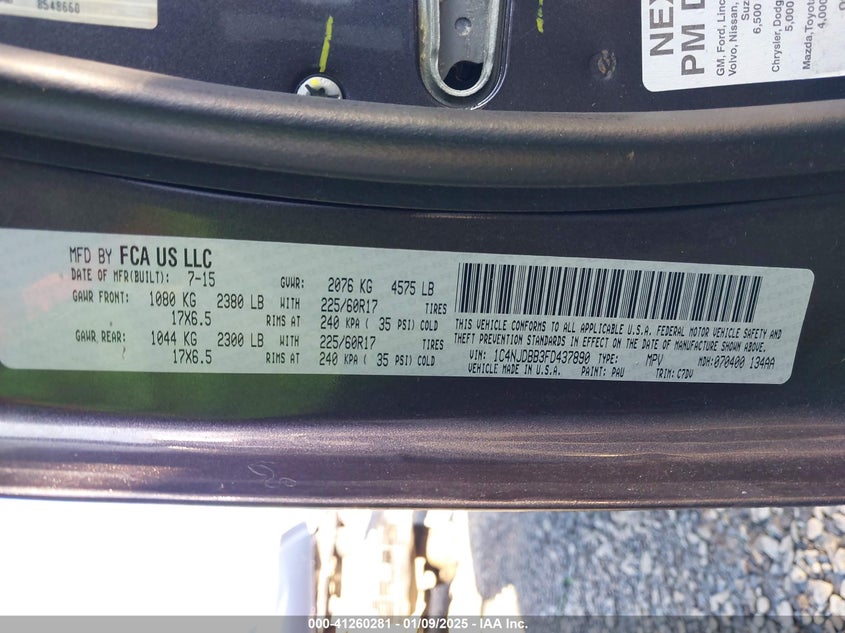 8548660
NEX
PM D
GM, Ford, Linc
Volvo, Nissan,
Suz
6,500
Chrysler, Dodg
5,000
Mazda,Toyot
4,000
MFD BY FCA US LLC
DATE OF MFR(BUILT): 7-15 GVWR: 2076 KG 4575 LB
GAWR FRONT: 1080 KG 2380 LB WITH 225/60R17 TIRES
17X6.5 RIMS AT 240 KPA ( 35 PSI) COLD
GAWR REAR: 1044 KG 2300 LB WITH 225/60R17 TIRES
17X6.5 RIMS AT 240 KPA ( 35 PSI) COLD
THIS VEHICLE CONFORMS TO ALL APPLICABLE U.S.A. FEDERAL MOTOR VEHICLE SAFETY AND
THEFT PREVENTION STANDARDS IN EFFECT ON THE DATE OF MANUFACTURE SHOWN ABOVE.
VIN: 1C4NJDBB3FD437890 TYPE: MPV MDH: 070400 134AA
VEHICLE MADE IN U.S.A. PAINT: PAU TRIM: C7DV
000-41260281 - 01/09/2025 - IAA Inc.